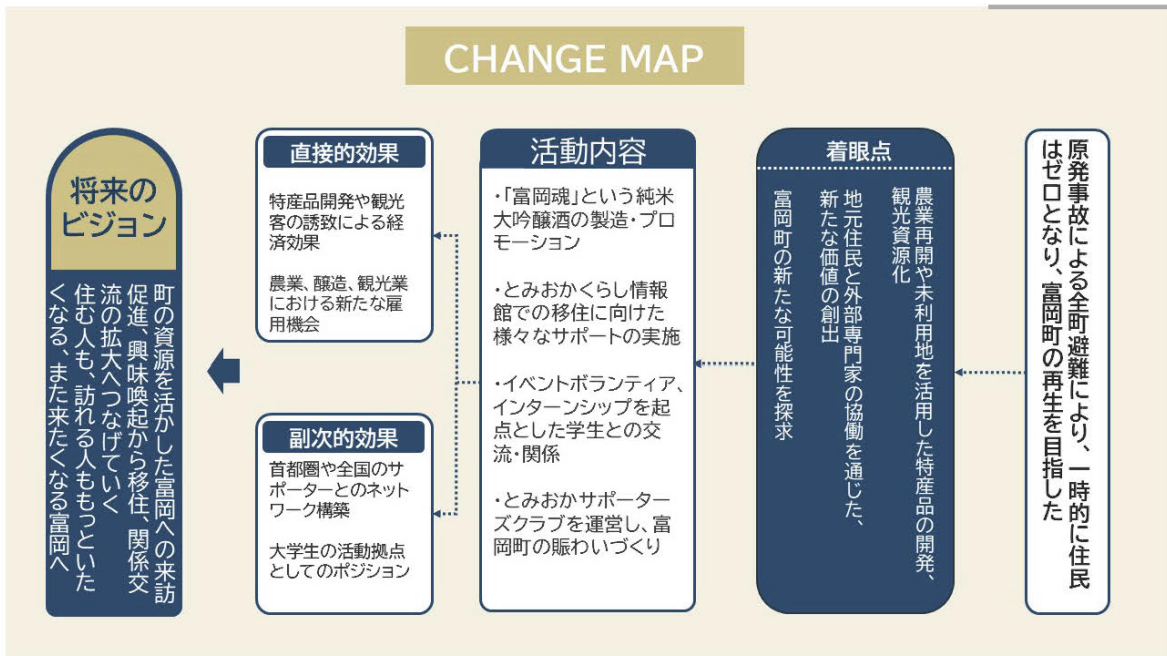 CHANGE MAP
原発事故による全町避難により、一時的に住民
はゼロとなり、富岡町の再生を目指した
着眼点
農業再開や未利用地を活用した特産品の開発、
観光資源化
地元住民と外部専門家の協働を通じた、
新たな価値の創出
富岡町の新たな可能性を探求
活動内容
・「富岡魂」という純米
大吟醸酒の製造・プロ
モーション
・とみおかくらし情報
館での移住に向けた
様々なサポートの実施
・イベントボランティア、
インターンシップを起
点とした学生との交
流・関係
・とみおかサポーター
ズクラブを運営し、富
岡町の賑わいづくり
直接的効果
特産品開発や観光
客の誘致による経
済効果
農業、醸造、観光業
における新たな雇
用機会
副次的効果
首都圏や全国のサ
ポーターとのネット
ワーク構築
大学生の活動拠点
としてのポジション
将来の
ビジョン
町の資源を活かした富岡への来訪
促進、興味喚起から移住、関係交
流の拡大へつなげていく
住む人も、訪れる人ももっといた
くなる、また来たくなる富岡へ